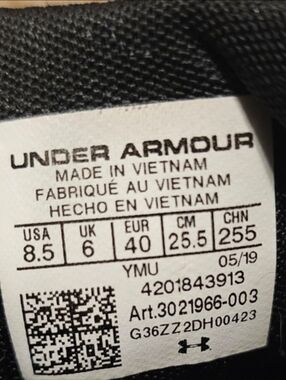 UNDER ARMOUR
MADE IN VIETNAM
FABRIQUÉ AU VIETNAM
HECHO EN VIETNAM
USA UK EUR CM CHN
8.5 6 40 25.5 255
YMU 05/19
4201843913
Art.3021966-003
G36ZZ2DH00423